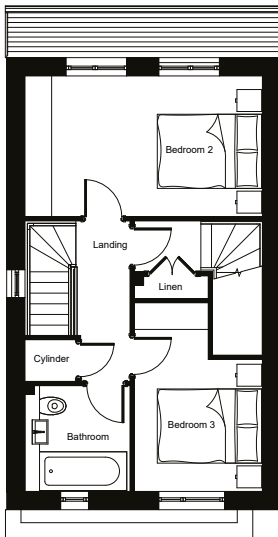 Bedroom 2
Landing
Linen
Cylinder
Bedroom 3
Bathroom